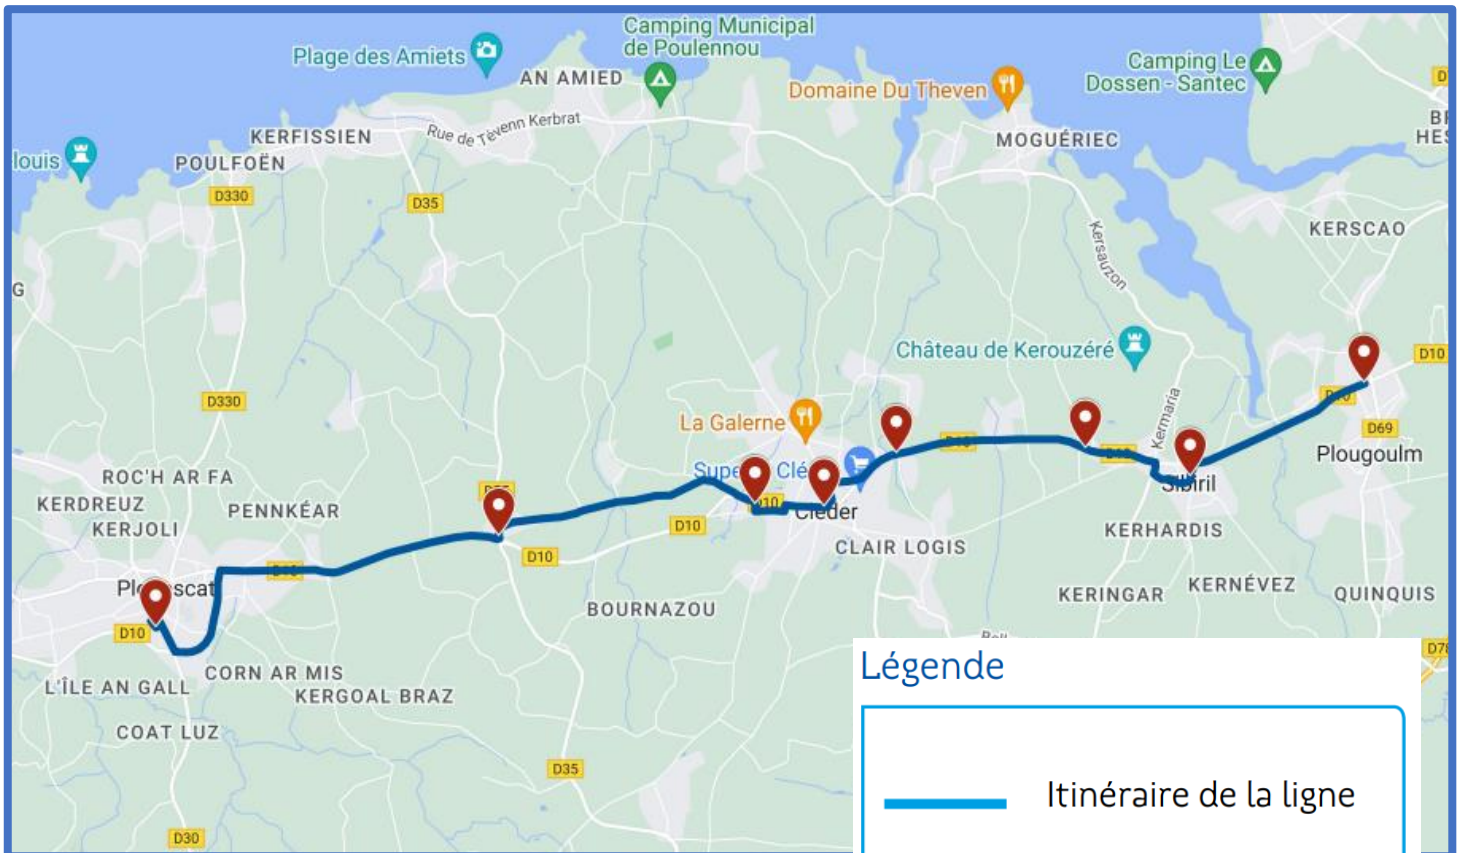 Camping Municipal
de Poulennou
Plage des Amiets
AN AMIED
Camping Le
Dossen - Santec
Domaine Du Theven
KERFISSIEN
Rue de Tévenn Kerbrat
MOGUÉRIEC
louis
POULFOËN
D330
D35
KERSCAO
Kersauzon
G
Château de Kerouzéré
D10
D330
Kermaria
La Galerne
D69
Plougoulm
ROC'H AR FA
KERDREUZ
PENNKÉAR
KERJOLI
D10
Cléder
Sibiril
D10
CLAIR LOGIS
KERHARDIS
D10
BOURNAZOU
KERINGAR
KERNÉVEZ
QUINQUIS
D10
CORN AR MIS
L'ÎLE AN GALL
KERGOAL BRAZ
COAT LUZ
D35
D30
Légende
Itinéraire de la ligne